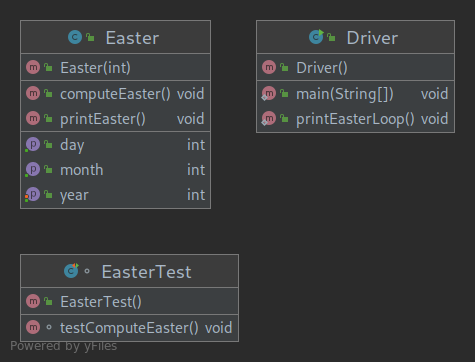 Easter
Easter(int)
computeEaster() void
printEaster() void
day int
month int
year int
Driver
Driver()
main(String[]) void
printEasterLoop() void
EasterTest
EasterTest()
testComputeEaster() void
Powered by yFiles